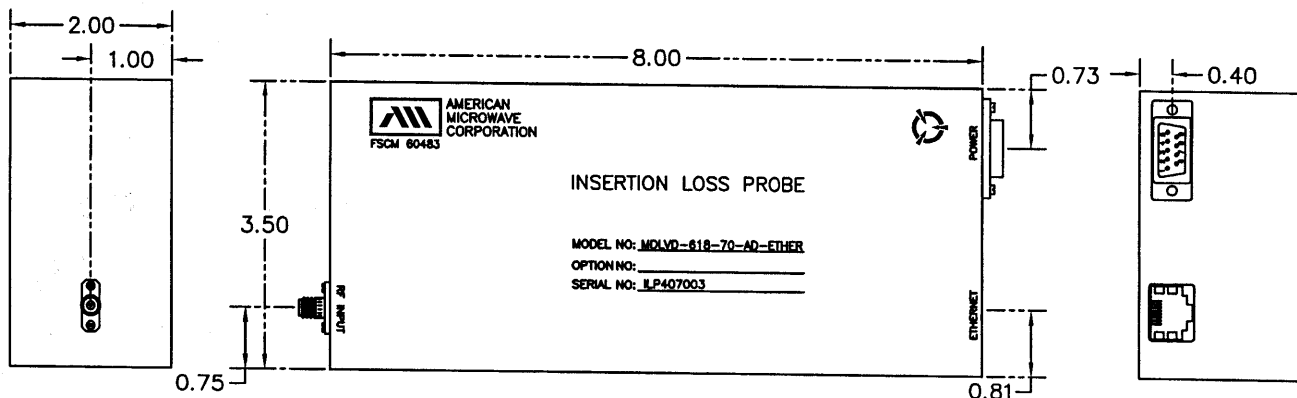 2.00
1.00
8.00
0.73
0.40
AMERICAN
MICROWAVE
CORPORATION
FSCM 60483
POWER
INSERTION LOSS PROBE
3.50
MODEL NO: MDLVD-618-70-AD-ETHER
OPTION NO:
SERIAL NO: ILP407003
RF INPUT
ETHERNET
0.75
0.81